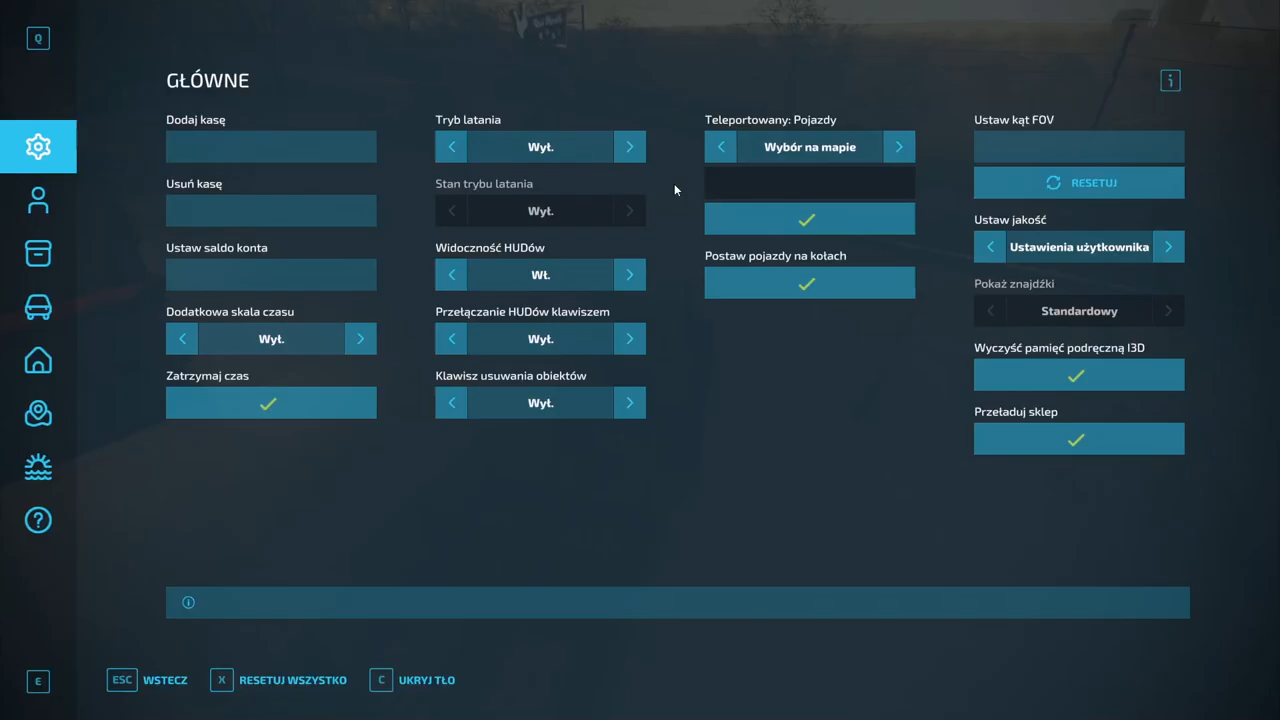 Q
GŁÓWNE
Dodaj kasę
Usuń kasę
Ustaw saldo konta
Dodatkowa skala czasu
Wył.
Zatrzymaj czas
Tryb latania
Wył.
Stan trybu latania
Wył.
Widoczność HUDów
Wł.
Przełączanie HUDów klawiszem
Wył.
Klawisz usuwania obiektów
Wył.
Teleportowany: Pojazdy
Wybór na mapie
Postaw pojazdy na kołach
Ustaw kąt FOV
RESETUJ
Ustaw jakość
Ustawienia użytkownika
Pokaż znajdźki
Standardowy
Wyczyść pamięć podręczną I3D
Przeładuj sklep
E
ESC WSTECZ X RESETUJ WSZYSTKO C UKRYJ TŁO